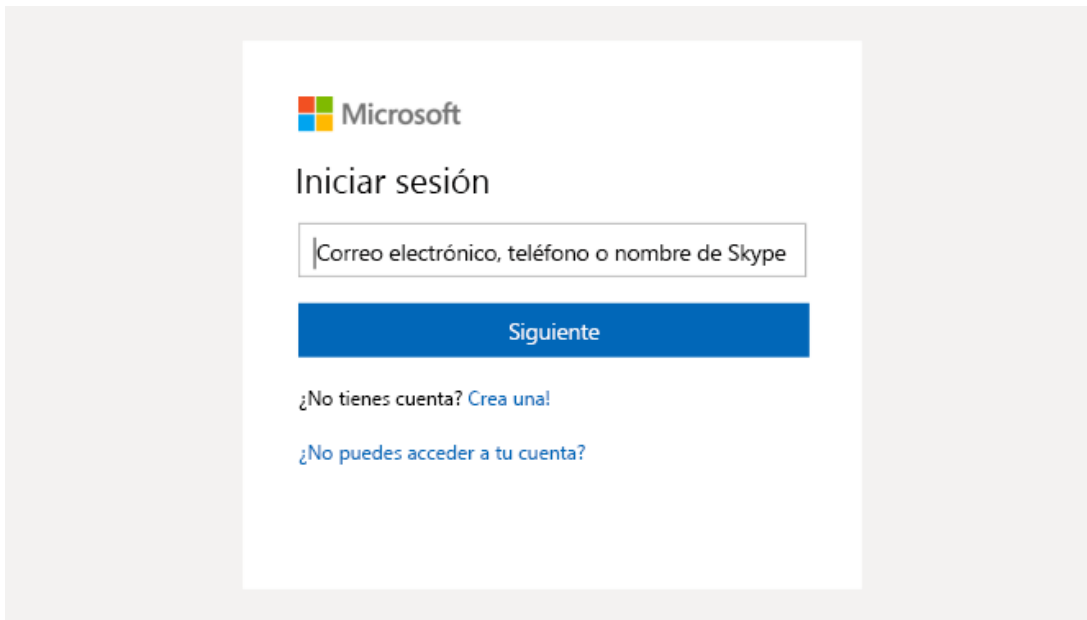 Microsoft
Iniciar sesión
Correo electrónico, teléfono o nombre de Skype
Siguiente
¿No tienes cuenta? Crea una!
¿No puedes acceder a tu cuenta?